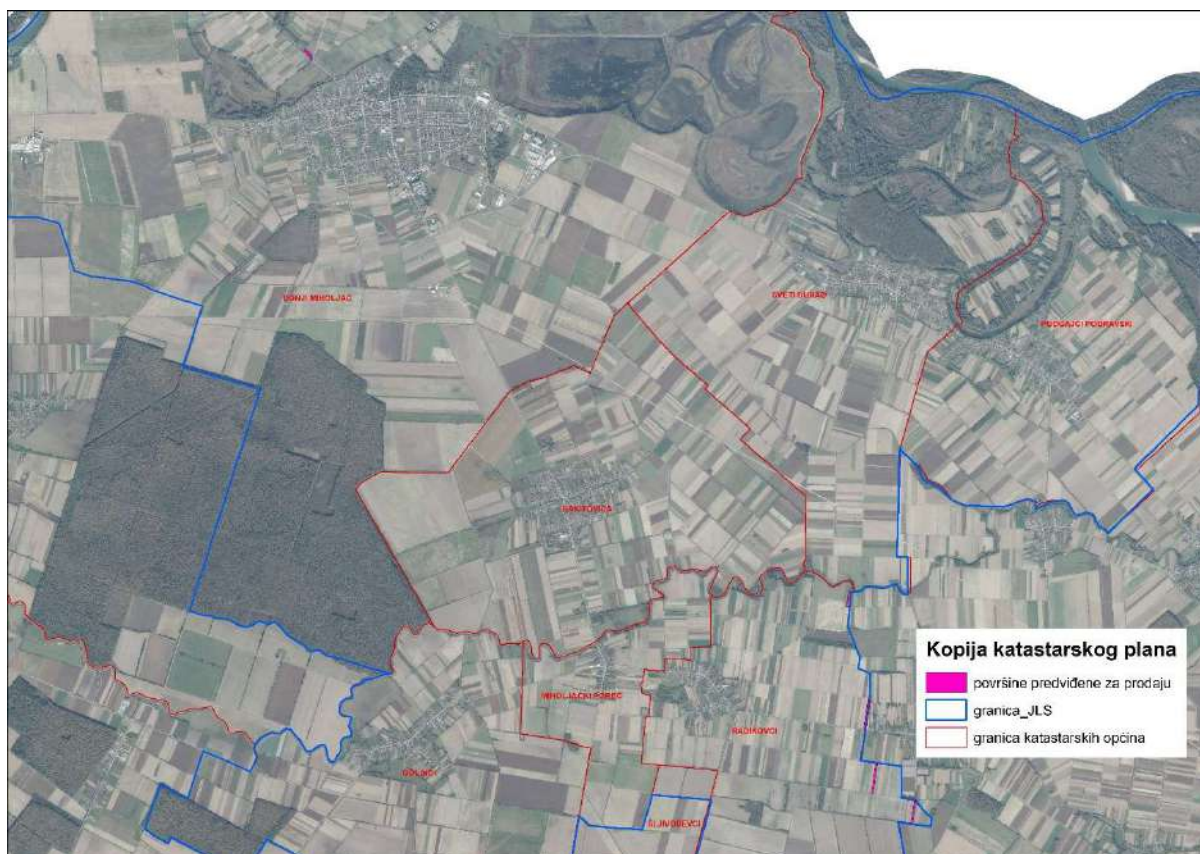 DONJI MIHOLJAC
SVETI ĐURAĐ
PODGAJCI PODRAVSKI
RAKITOVICA
MIHOLJAČKI POREČ
RADIKOVCI
GOLINCI
ŠLJIVOŠEVCI
Kopija katastarskog plana
površine predviđene za prodaju
granica_JLS
granica katastarskih općina